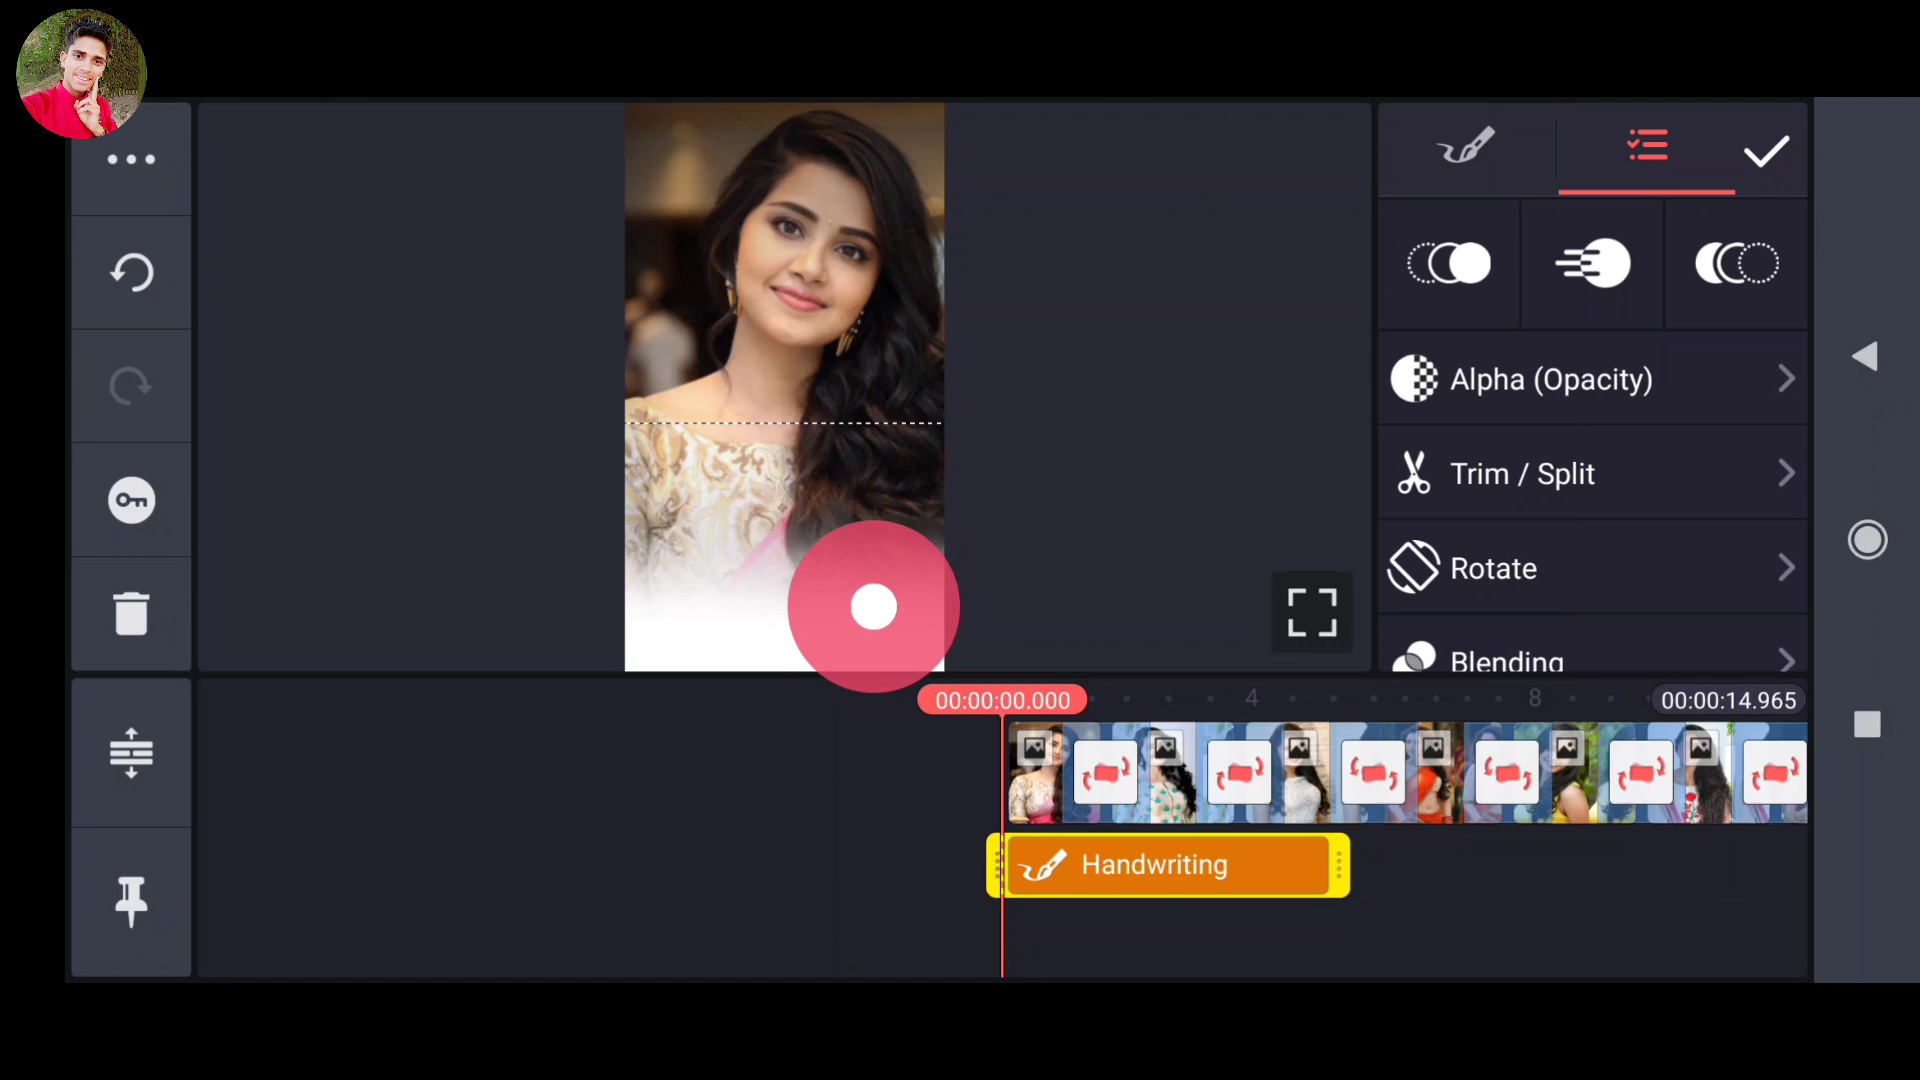 Alpha (Opacity)
Trim / Split
Rotate
Blending
00:00:00.000
4
8
00:00:14.965
Handwriting